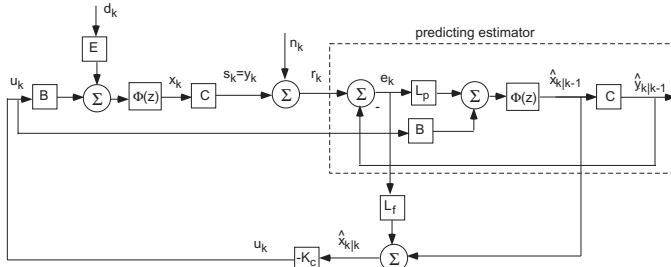 d_k
predicting estimator
E
n_k
u_k
B
Σ
Φ(z)
x_k
C
s_k=y_k
Σ
r_k
Σ
-
e_k
L_p
Σ
Φ(z)
x̂_k|k-1
C
ŷ_k|k-1
B
L_f
u_k
-K_c
x̂_k|k
Σ